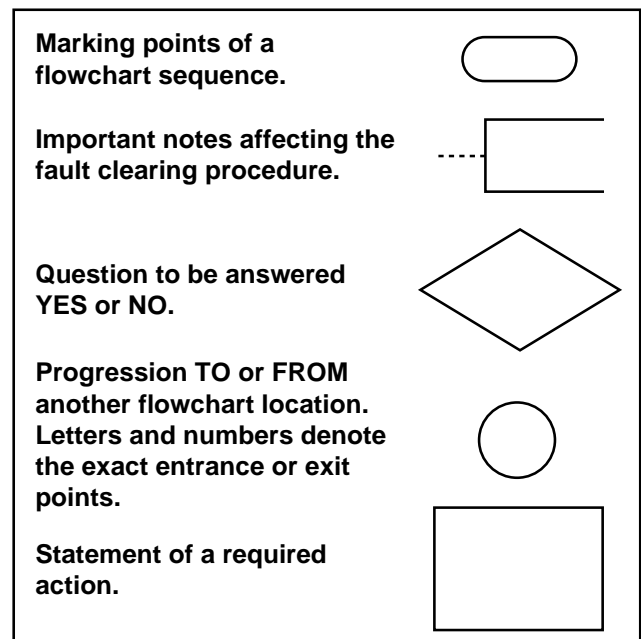 Marking points of a
flowchart sequence.
Important notes affecting the
fault clearing procedure.
Question to be answered
YES or NO.
Progression TO or FROM
another flowchart location.
Letters and numbers denote
the exact entrance or exit
points.
Statement of a required
action.